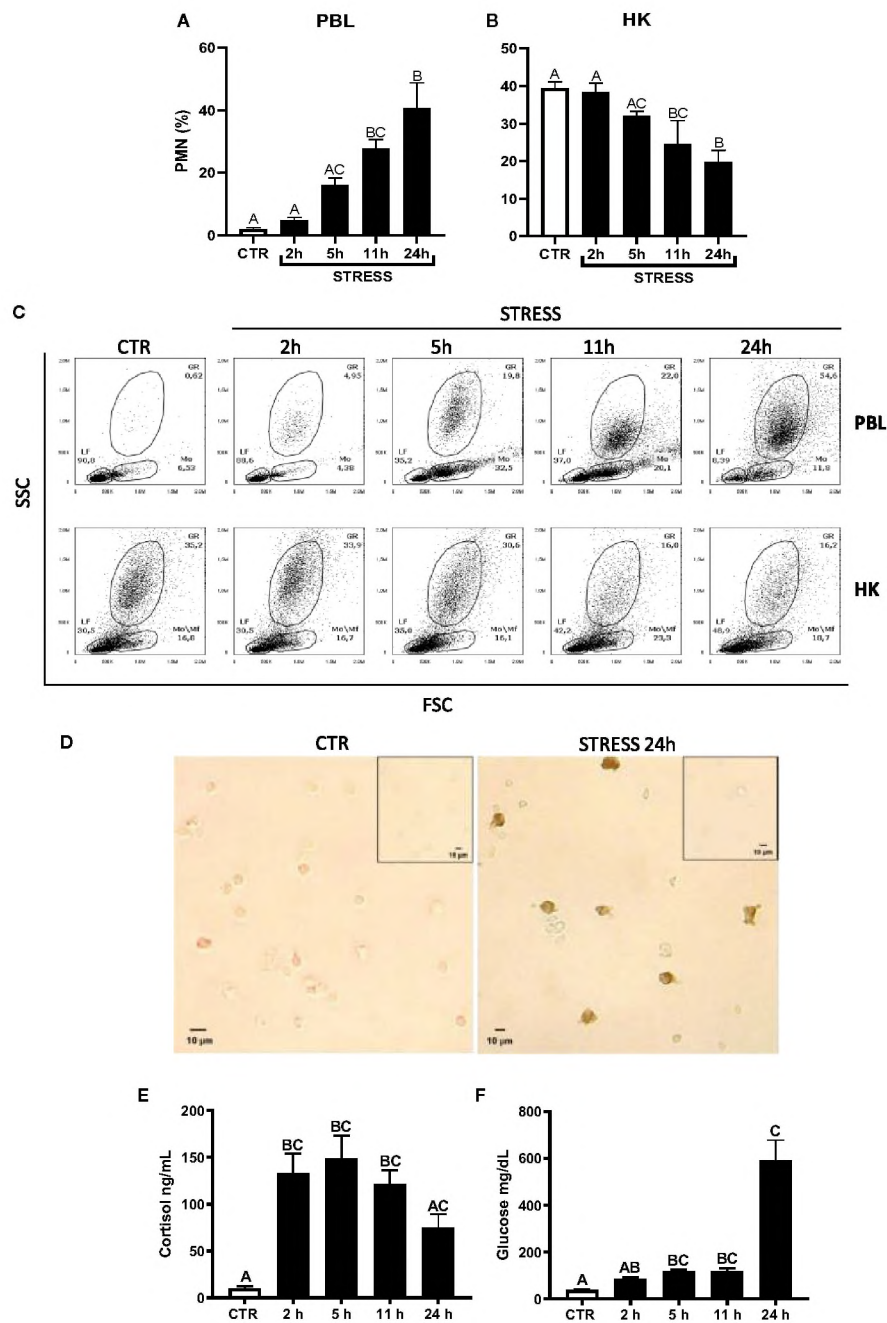 A PBL
60
40
20
0
PMN (%)
A A AC BC B
CTR 2h 5h 11h 24h
STRESS
B HK
50
40
30
20
10
0
A A AC BC B
CTR 2h 5h 11h 24h
STRESS
C
STRESS
CTR 2h 5h 11h 24h
SSC
GR
0,62
LF
90,8
Mo
6,53
GR
4,95
LF
88,6
Mo
4,38
GR
19,8
LF
35,2
Mo
32,5
GR
22,0
LF
37,0
Mo
20,1
GR
54,6
LF
8,39
Mo
11,8
PBL
GR
35,2
LF
30,5
Mo\Mf
16,8
GR
33,9
LF
30,5
Mo\Mf
16,7
GR
30,6
LF
Mo\Mf
16,1
GR
16,0
LF
42,2
Mo\Mf
GR
16,2
LF
48,9
Mo\Mf
HK
FSC
D
CTR STRESS 24h
10 µm
10 µm
10 µm
10 µm
E
200
150
100
50
0
Cortisol ng/mL
A BC BC BC AC
CTR 2 h 5 h 11 h 24 h
F
800
600
400
200
0
Glucose mg/dL
A AB BC BC C
CTR 2 h 5 h 11 h 24 h